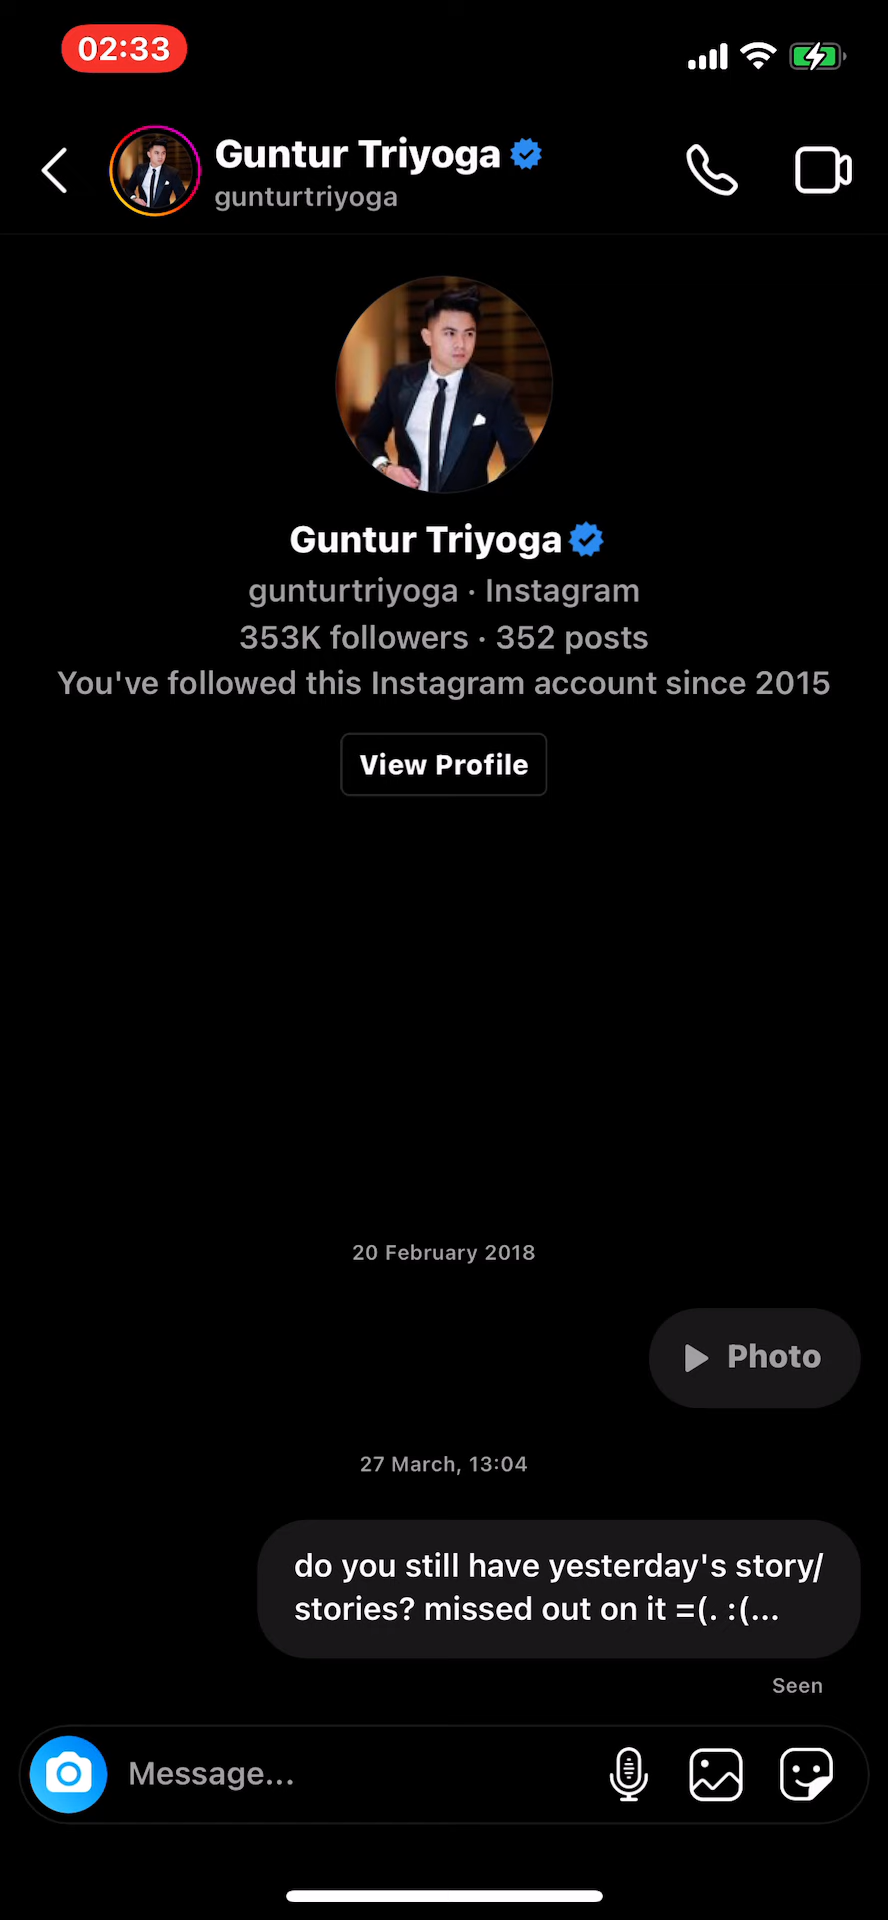 02:33
Guntur Triyoga
gunturtriyoga
Guntur Triyoga
gunturtriyoga · Instagram
353K followers · 352 posts
You've followed this Instagram account since 2015
View Profile
20 February 2018
Photo
27 March, 13:04
do you still have yesterday's story/
stories? missed out on it =(. :(...
Seen
Message...